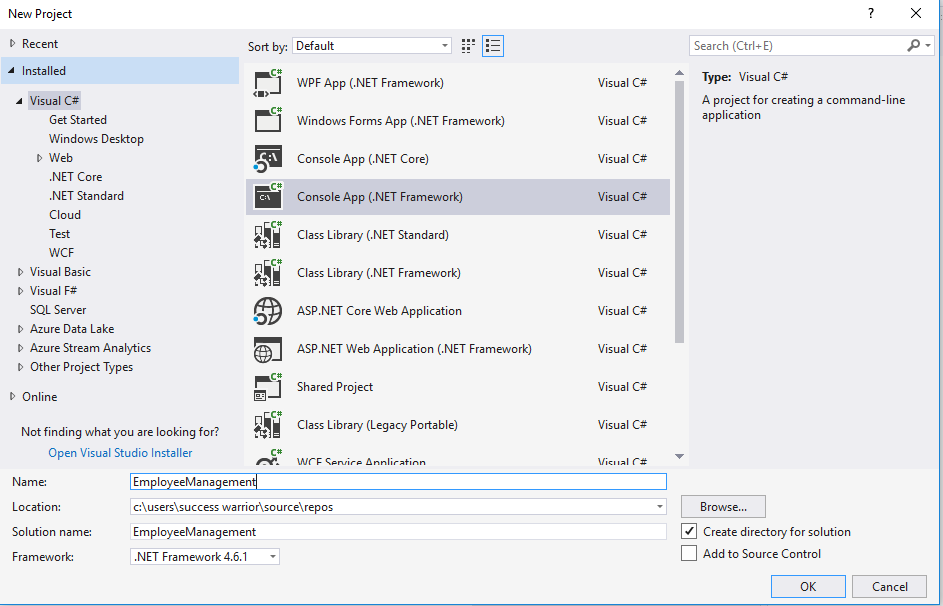 New Project
?
Recent
Installed
Visual C#
Get Started
Windows Desktop
Web
.NET Core
.NET Standard
Cloud
Test
WCF
Visual Basic
Visual F#
SQL Server
Azure Data Lake
Azure Stream Analytics
Other Project Types
Online
Not finding what you are looking for?
Open Visual Studio Installer
Sort by: Default
WPF App (.NET Framework) Visual C#
Windows Forms App (.NET Framework) Visual C#
Console App (.NET Core) Visual C#
Console App (.NET Framework) Visual C#
Class Library (.NET Standard) Visual C#
Class Library (.NET Framework) Visual C#
ASP.NET Core Web Application Visual C#
ASP.NET Web Application (.NET Framework) Visual C#
Shared Project Visual C#
Class Library (Legacy Portable) Visual C#
WCF Service Application Visual C#
Search (Ctrl+E)
Type: Visual C#
A project for creating a command-line
application
Name: EmployeeManagement
Location: c:\users\success warrior\source\repos Browse...
Solution name: EmployeeManagement Create directory for solution
Framework: .NET Framework 4.6.1 Add to Source Control
OK Cancel